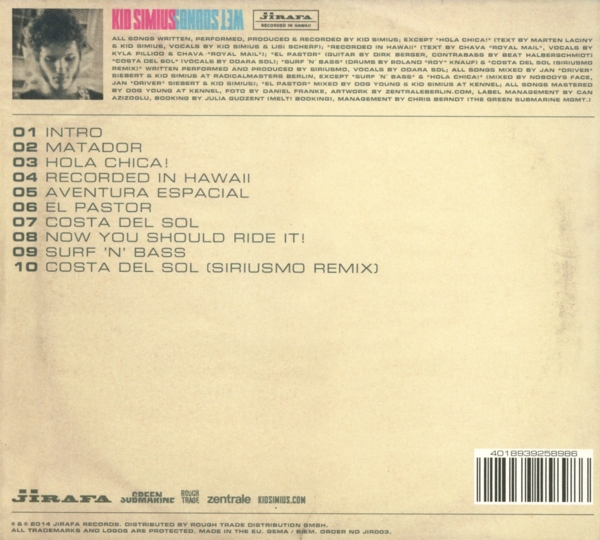 KID SIMIUS WET SOUNDS JIRAFA
RECORDED IN HAWAII
ALL SONGS WRITTEN, PERFORMED, PRODUCED & RECORDED BY KID SIMIUS; EXCEPT "HOLA CHICA!" (TEXT BY MARTEN LACINY
& KID SIMIUS, VOCALS BY KID SIMIUS & LISI SCHERF); "RECORDED IN HAWAII" (TEXT BY CHAVA "ROYAL MAIL", VOCALS BY
KYLA FILLIOD & CHAVA "ROYAL MAIL"); "EL PASTOR" (GUITAR BY DIRK BERGER, CONTRABASS BY BEAT HALBERSCHMIDT)
"COSTA DEL SOL" (VOCALS BY ODARA SOL); "SURF 'N' BASS" (DRUMS BY ROLAND "ROY" KNAUF) & "COSTA DEL SOL (SIRIUSMO
REMIX)" WRITTEN PERFORMED AND PRODUCED BY SIRIUSMO, VOCALS BY ODARA SOL; ALL SONGS MIXED BY JAN "DRIVER"
SIEBERT & KID SIMIUS AT RADICALMASTERS BERLIN, EXCEPT "SURF 'N' BASS" & "HOLA CHICA!" (MIXED BY NOBODYS FACE,
JAN "DRIVER" SIEBERT & KID SIMIUS); "EL PASTOR" MIXED BY DOG YOUNG & KID SIMIUS AT KENNEL; ALL SONGS MASTERED
BY DOG YOUNG AT KENNEL, FOTO BY DANIEL FRANKE, ARTWORK BY ZENTRALEBERLIN.COM, LABEL MANAGEMENT BY CAN
AZIZOGLU, BOOKING BY JULIA GUDZENT (MELT! BOOKING), MANAGEMENT BY CHRIS BERNDT (THE GREEN SUBMARINE MGMT.)
01 INTRO
02 MATADOR
03 HOLA CHICA!
04 RECORDED IN HAWAII
05 AVENTURA ESPACIAL
06 EL PASTOR
07 COSTA DEL SOL
08 NOW YOU SHOULD RIDE IT!
09 SURF 'N' BASS
10 COSTA DEL SOL (SIRIUSMO REMIX)
4018939258986
JIRAFA GREEN SUBMARINE ROUGH TRADE zentrale KIDSIMIUS.COM
℗ & © 2014 JIRAFA RECORDS. DISTRIBUTED BY ROUGH TRADE DISTRIBUTION GMBH.
ALL TRADEMARKS AND LOGOS ARE PROTECTED. MADE IN THE EU. GEMA / BIEM. ORDER NO JIR003.